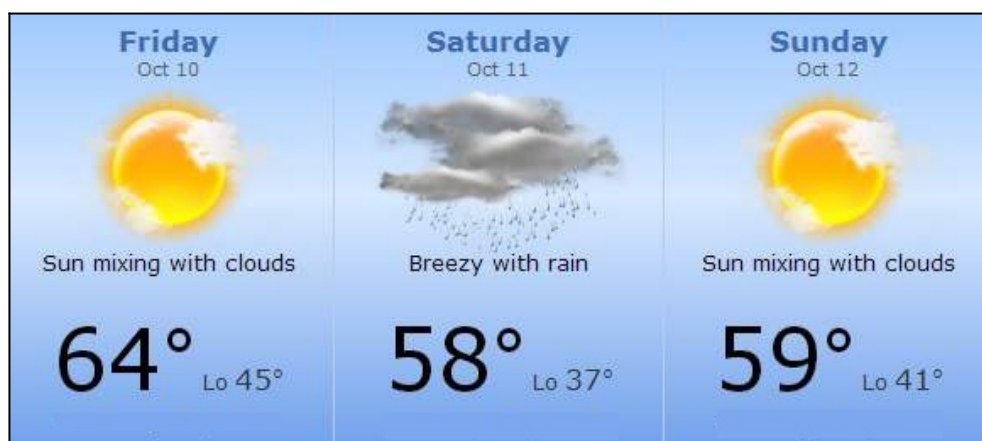 Friday
Oct 10
Sun mixing with clouds
64° Lo 45°
Saturday
Oct 11
Breezy with rain
58° Lo 37°
Sunday
Oct 12
Sun mixing with clouds
59° Lo 41°